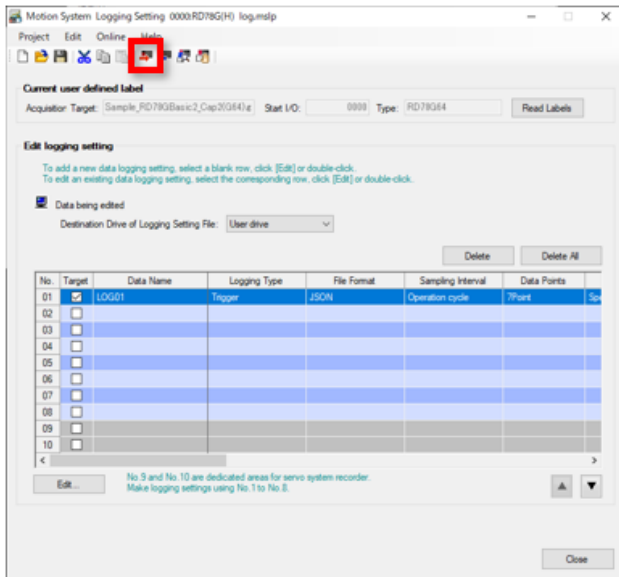 Motion System Logging Setting 0000:RD78G(H) log.mslp
Project Edit Online Help
Current user defined label
Acquisition Target: Sample_RD78GBasic2_Cap2(G64).g Start I/O: 0000 Type: RD78G64 Read Labels
Edit logging setting
To add a new data logging setting, select a blank row, click [Edit] or double-click.
To edit an existing data logging setting, select the corresponding row, click [Edit] or double-click.
Data being edited
Destination Drive of Logging Setting File: User drive
Delete Delete All
No. Target Data Name Logging Type File Format Sampling Interval Data Points
01 LOG01 Trigger JSON Operation cycle 7Point Spe
02
03
04
05
06
07
08
09
10
Edit... No.9 and No.10 are dedicated areas for servo system recorder.
Make logging settings using No.1 to No.8.
Close